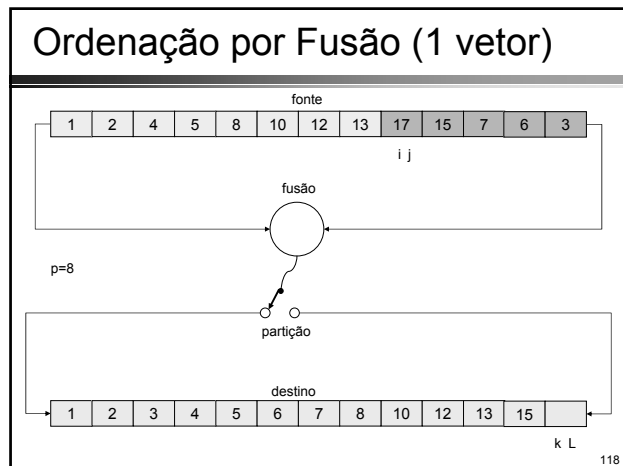 Ordenação por Fusão (1 vetor)
fonte
1 2 4 5 8 10 12 13 17 15 7 6 3
i j
fusão
p=8
partição
destino
1 2 3 4 5 6 7 8 10 12 13 15
k L
118